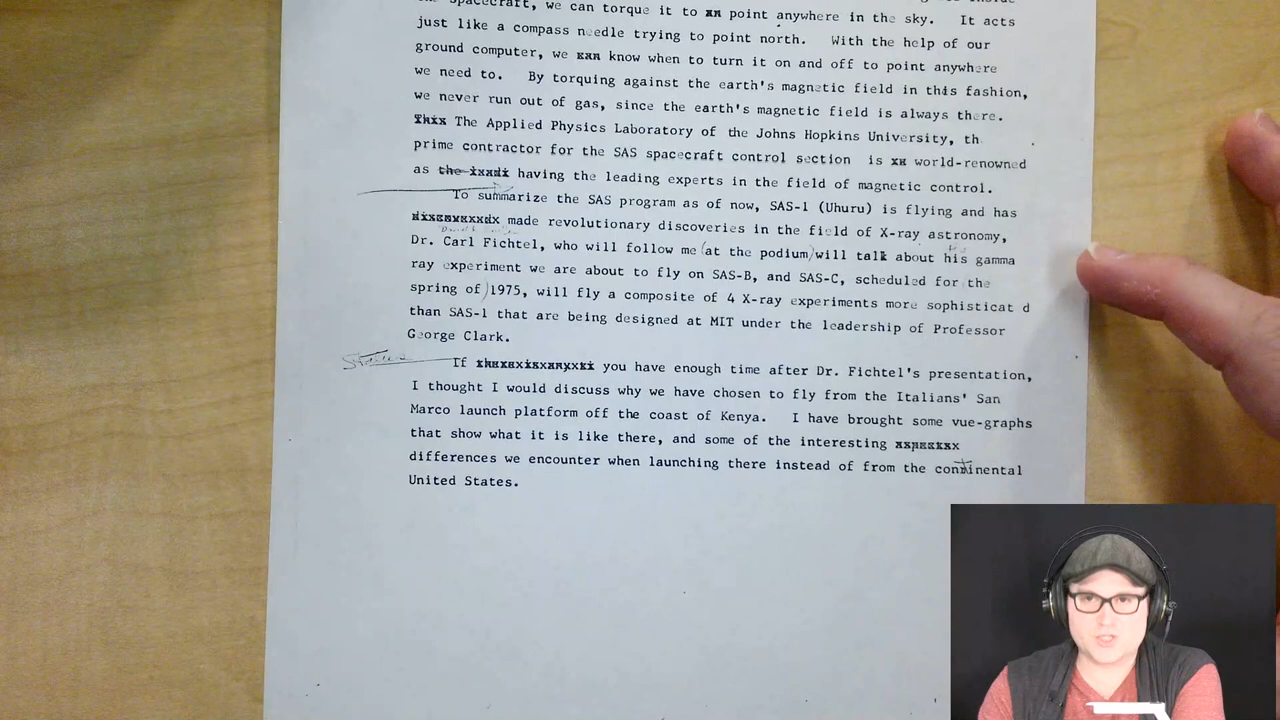 spacecraft, we can torque it to xx point anywhere in the sky. It acts
just like a compass needle trying to point north. With the help of our
ground computer, we xxx know when to turn it on and off to point anywhere
we need to. By torquing against the earth's magnetic field in this fashion,
we never run out of gas, since the earth's magnetic field is always there.
The Applied Physics Laboratory of the Johns Hopkins University, th
prime contractor for the SAS spacecraft control section is world-renowned
as the having the leading experts in the field of magnetic control.
To summarize the SAS program as of now, SAS-1 (Uhuru) is flying and has
made revolutionary discoveries in the field of X-ray astronomy,
Dr. Carl Fichtel, who will follow me (at the podium) will talk about his gamma
ray experiment we are about to fly on SAS-B, and SAS-C, scheduled for the
spring of) 1975, will fly a composite of 4 X-ray experiments more sophisticat d
than SAS-1 that are being designed at MIT under the leadership of Professor
George Clark.
If you have enough time after Dr. Fichtel's presentation,
I thought I would discuss why we have chosen to fly from the Italians' San
Marco launch platform off the coast of Kenya. I have brought some vue-graphs
that show what it is like there, and some of the interesting
differences we encounter when launching there instead of from the continental
United States.